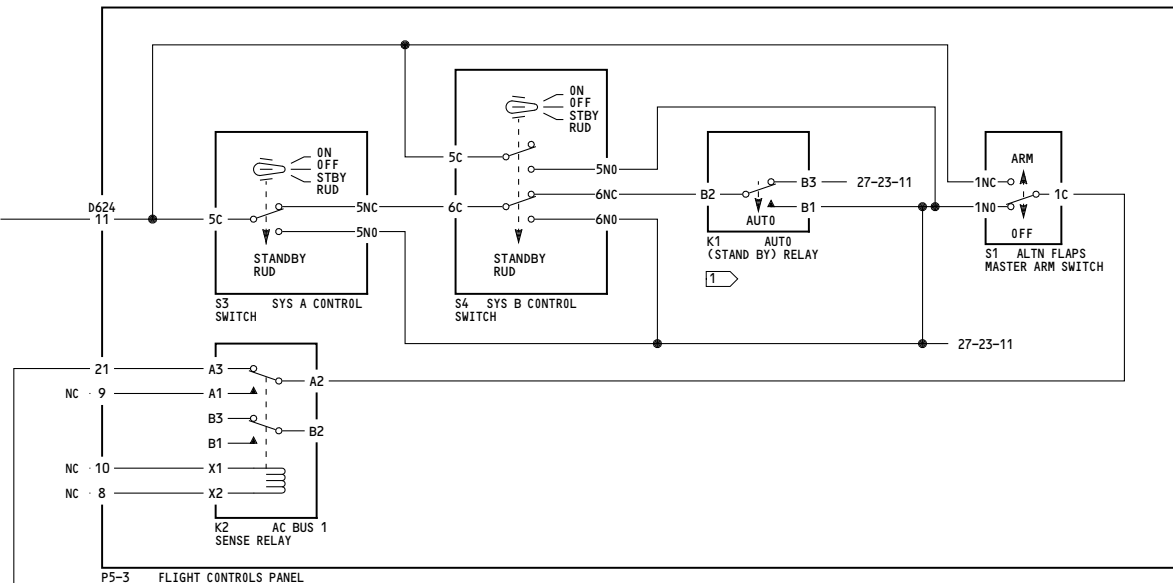 ON
OFF
STBY
RUD
5C
5NO
ON
OFF
STBY
RUD
ARM
1NC
1C
1NO
OFF
D624
11
5C
5NC
5NO
6C
6NC
6NO
B2
B3
27-23-11
B1
AUTO
STANDBY
RUD
STANDBY
RUD
K1 AUTO
(STAND BY) RELAY
1
S1 ALTN FLAPS
MASTER ARM SWITCH
S3 SYS A CONTROL
SWITCH
S4 SYS B CONTROL
SWITCH
27-23-11
21
A3
A2
NC 9
A1
B3
B2
B1
NC 10
X1
NC 8
X2
K2 AC BUS 1
SENSE RELAY
P5-3 FLIGHT CONTROLS PANEL